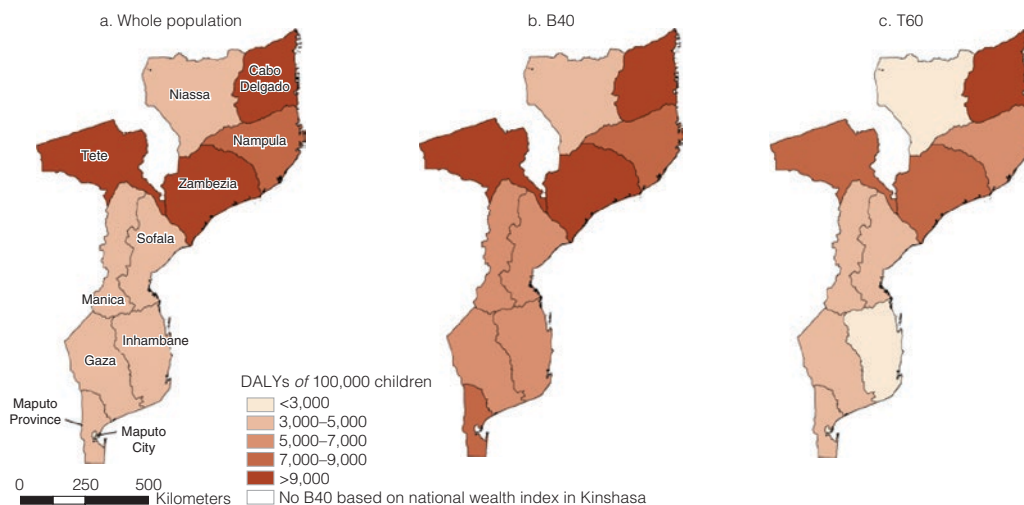 a. Whole population
b. B40
c. T60
Cabo
Delgado
Niassa
Nampula
Tete
Zambezia
Sofala
Manica
Inhambane
Gaza
Maputo
Province
Maputo
City
DALYs of 100,000 children
<3,000
3,000–5,000
5,000–7,000
7,000–9,000
>9,000
No B40 based on national wealth index in Kinshasa
0 250 500
Kilometers